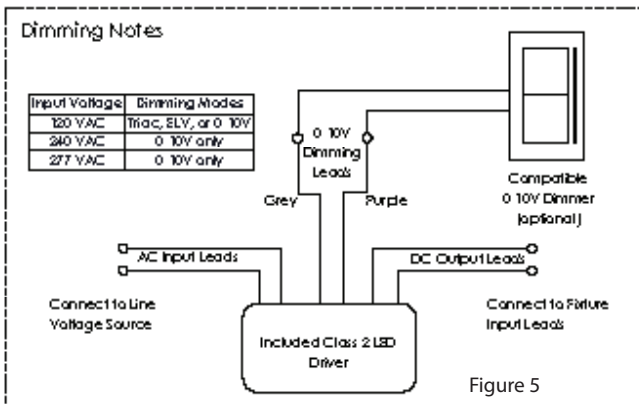 Dimming Notes
Input Voltage Dimming Modes
120 VAC Triac, ELV, or 0 10V
240 VAC 0 10V only
277 VAC 0 10V only
0 10V
Dimming
Leads
Grey
Purple
Compatible
0 10V Dimmer
(optional)
AC Input Leads
DC Output Leads
Connect to Line
Voltage Source
Connect to Fixture
Input Leads
Included Class 2 LED
Driver
Figure 5